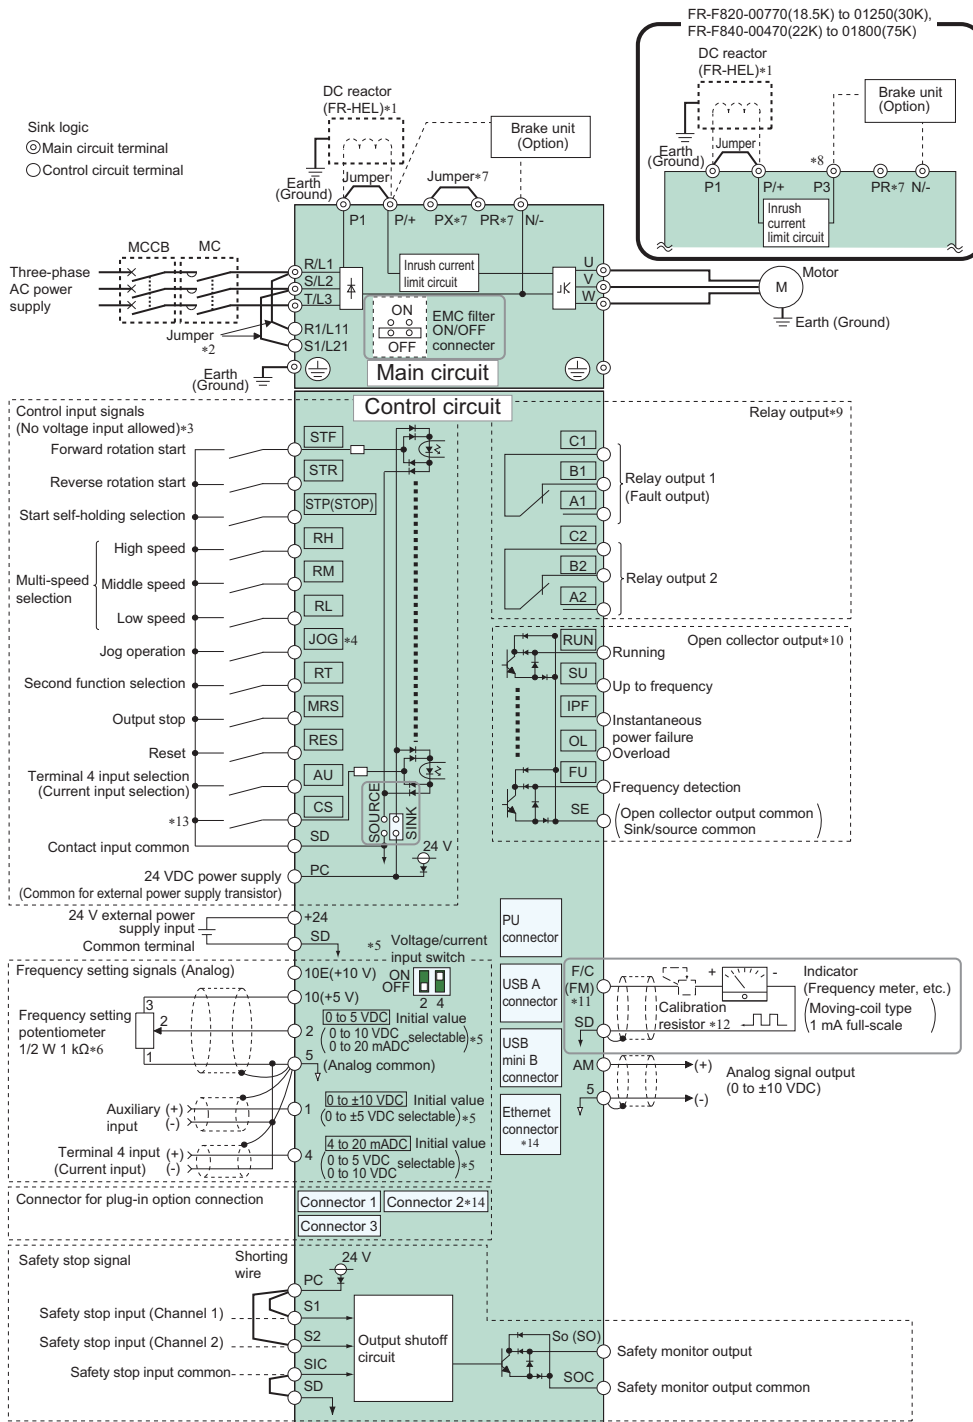 FR-F820-00770(18.5K) to 01250(30K),
FR-F840-00470(22K) to 01800(75K)
DC reactor
(FR-HEL)*1
Brake unit
(Option)
Earth
(Ground)
Jumper
*8
P1
P/+
P3
PR*7
N/-
Inrush
current
limit circuit
Sink logic
Main circuit terminal
Control circuit terminal
DC reactor
(FR-HEL)*1
Brake unit
(Option)
Earth
(Ground)
Jumper
Jumper*7
P1
P/+
PX*7
PR*7
N/-
MCCB
MC
Three-phase
AC power
supply
R/L1
S/L2
T/L3
R1/L11
S1/L21
Jumper
*2
Earth
(Ground)
Inrush current
limit circuit
ON
OFF
EMC filter
ON/OFF
connecter
U
V
W
Motor
M
Earth (Ground)
Main circuit
Control circuit
Control input signals
(No voltage input allowed)*3
Forward rotation start
STF
Reverse rotation start
STR
Start self-holding selection
STP(STOP)
Multi-speed
selection
High speed
RH
Middle speed
RM
Low speed
RL
Jog operation
JOG *4
Second function selection
RT
Output stop
MRS
Reset
RES
Terminal 4 input selection
(Current input selection)
AU
*13
CS
Contact input common
SD
SOURCE
SINK
24 V
24 VDC power supply
(Common for external power supply transistor)
PC
Relay output*9
C1
B1
A1
Relay output 1
(Fault output)
C2
B2
A2
Relay output 2
Open collector output*10
RUN
Running
SU
Up to frequency
IPF
Instantaneous
power failure
OL
Overload
FU
Frequency detection
SE
Open collector output common
Sink/source common
24 V external power
supply input
Common terminal
+24
SD
Frequency setting signals (Analog)
*5
Voltage/current
input switch
ON
OFF
2 4
10E(+10 V)
10(+5 V)
Frequency setting
potentiometer
1/2 W 1 kΩ*6
3
2
1
2
0 to 5 VDC Initial value
(0 to 10 VDC
0 to 20 mADC selectable)*5
5
(Analog common)
Auxiliary
input
(+)
(-)
1
0 to ±10 VDC Initial value
(0 to ±5 VDC selectable)*5
Terminal 4 input
(Current input)
(+)
(-)
4
4 to 20 mADC Initial value
(0 to 5 VDC
0 to 10 VDC selectable)*5
PU
connector
USB A
connector
USB
mini B
connector
Ethernet
connector
*14
F/C
(FM)
*11
SD
Calibration
resistor *12
+
-
Indicator
(Frequency meter, etc.)
(Moving-coil type
1 mA full-scale)
AM
5
(+)
(-)
Analog signal output
(0 to ±10 VDC)
Connector for plug-in option connection
Connector 1
Connector 2*14
Connector 3
Safety stop signal
Shorting
wire
24 V
PC
Safety stop input (Channel 1)
S1
Safety stop input (Channel 2)
S2
Safety stop input common
SIC
SD
Output shutoff
circuit
So (SO)
Safety monitor output
SOC
Safety monitor output common